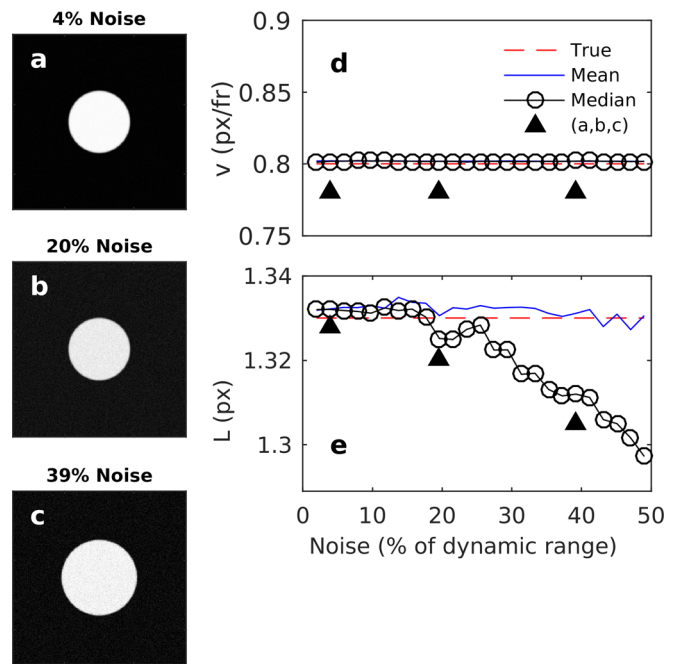 4% Noise
a
20% Noise
b
39% Noise
c
0.9
0.85
0.8
0.75
v (px/fr)
d
True
Mean
Median
(a,b,c)
1.34
1.32
1.3
L (px)
e
0 10 20 30 40 50
Noise (% of dynamic range)